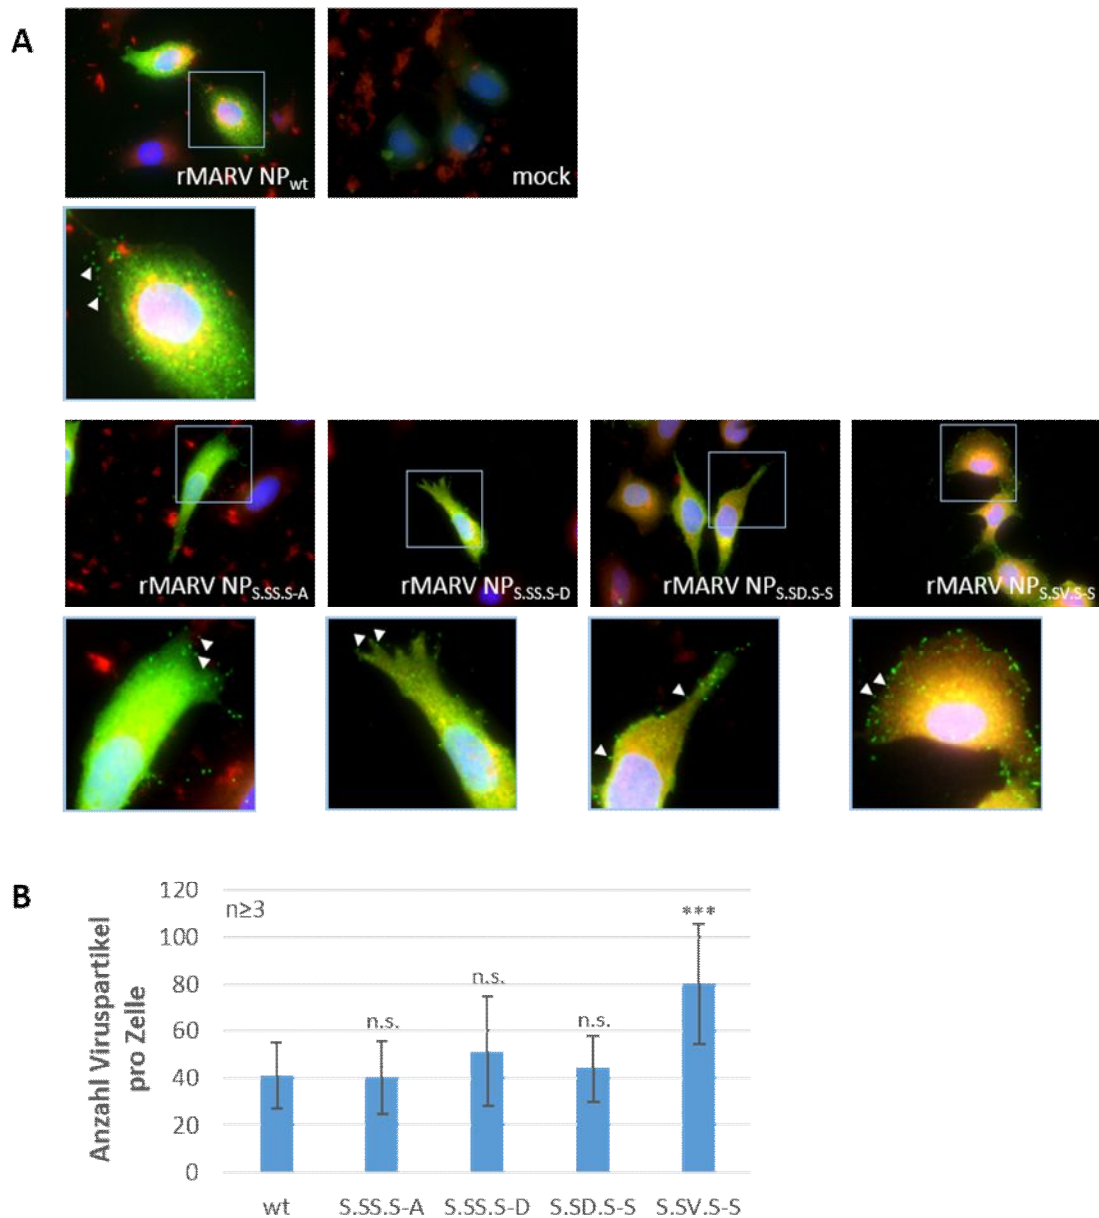 A
rMARV NPwt
mock
rMARV NPS.SS.S-A
rMARV NPS.SS.S-D
rMARV NPS.SD.S-S
rMARV NPS.SV.S-S
B
Anzahl Viruspartikel
pro Zelle
120
100
80
60
40
20
0
n≥3
n.s.
n.s.
n.s.
***
wt
S.SS.S-A
S.SS.S-D
S.SD.S-S
S.SV.S-S